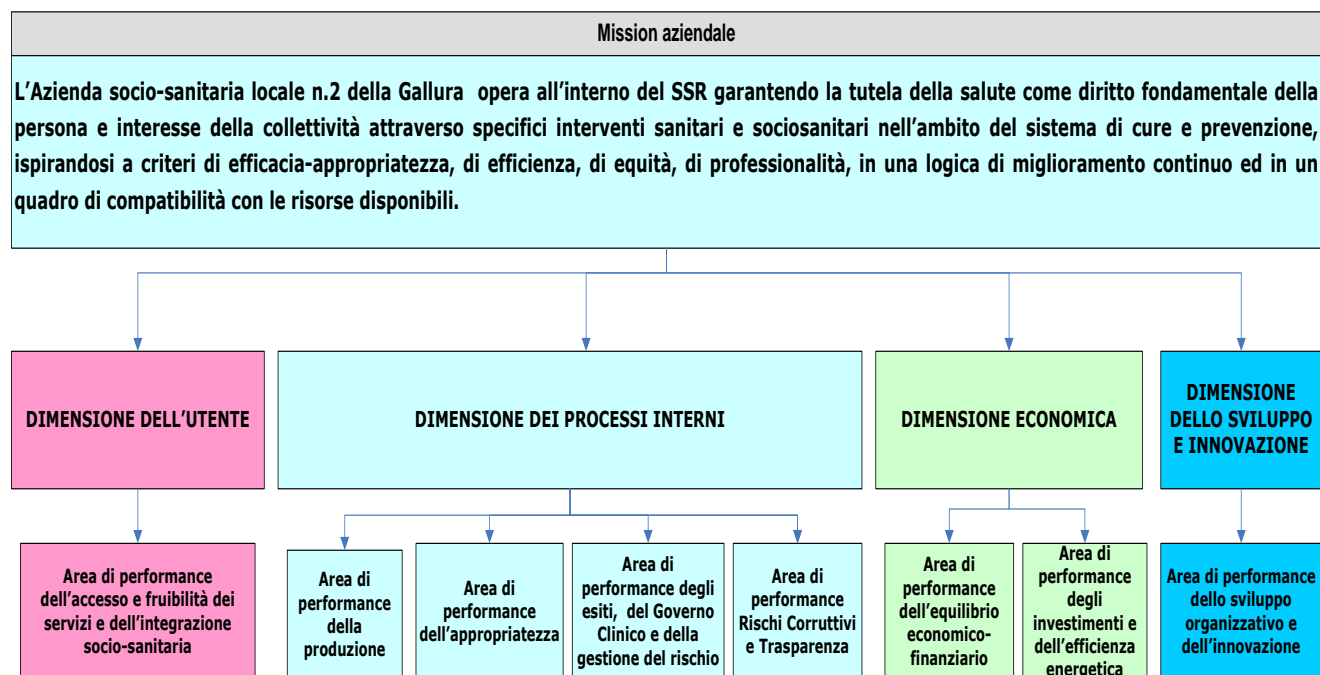 Mission aziendale
L’Azienda socio-sanitaria locale n.2 della Gallura opera all’interno del SSR garantendo la tutela della salute come diritto fondamentale della
persona e interesse della collettività attraverso specifici interventi sanitari e sociosanitari nell’ambito del sistema di cure e prevenzione,
ispirandosi a criteri di efficacia-appropriatezza, di efficienza, di equità, di professionalità, in una logica di miglioramento continuo ed in un
quadro di compatibilità con le risorse disponibili.
DIMENSIONE DELL’UTENTE
DIMENSIONE DEI PROCESSI INTERNI
DIMENSIONE ECONOMICA
DIMENSIONE
DELLO SVILUPPO
E INNOVAZIONE
Area di performance
dell’accesso e fruibilità dei
servizi e dell’integrazione
socio-sanitaria
Area di
performance
della
produzione
Area di
performance
dell’appropriatezza
Area di
performance degli
esiti, del Governo
Clinico e della
gestione del rischio
Area di
performance
Rischi Corruttivi
e Trasparenza
Area di
performance
dell’equilibrio
economico-
finanziario
Area di
performance
degli
investimenti e
dell’efficienza
energetica
Area di performance
dello sviluppo
organizzativo e
dell’innovazione